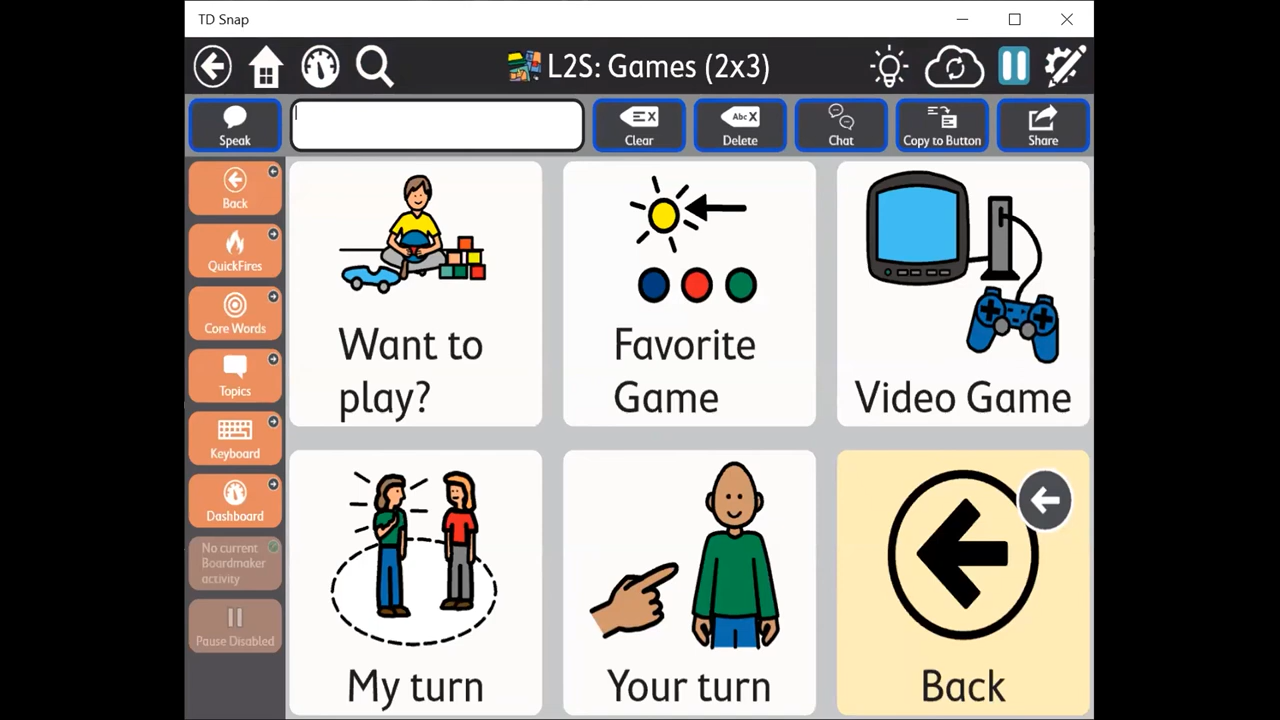 TD Snap
L2S: Games (2x3)
Speak
Clear
Abc
Delete
Chat
Copy to Button
Share
Back
QuickFires
Core Words
Topics
Keyboard
Dashboard
No current
Boardmaker
activity
Pause Disabled
Want to
play?
Favorite
Game
Video Game
My turn
Your turn
Back